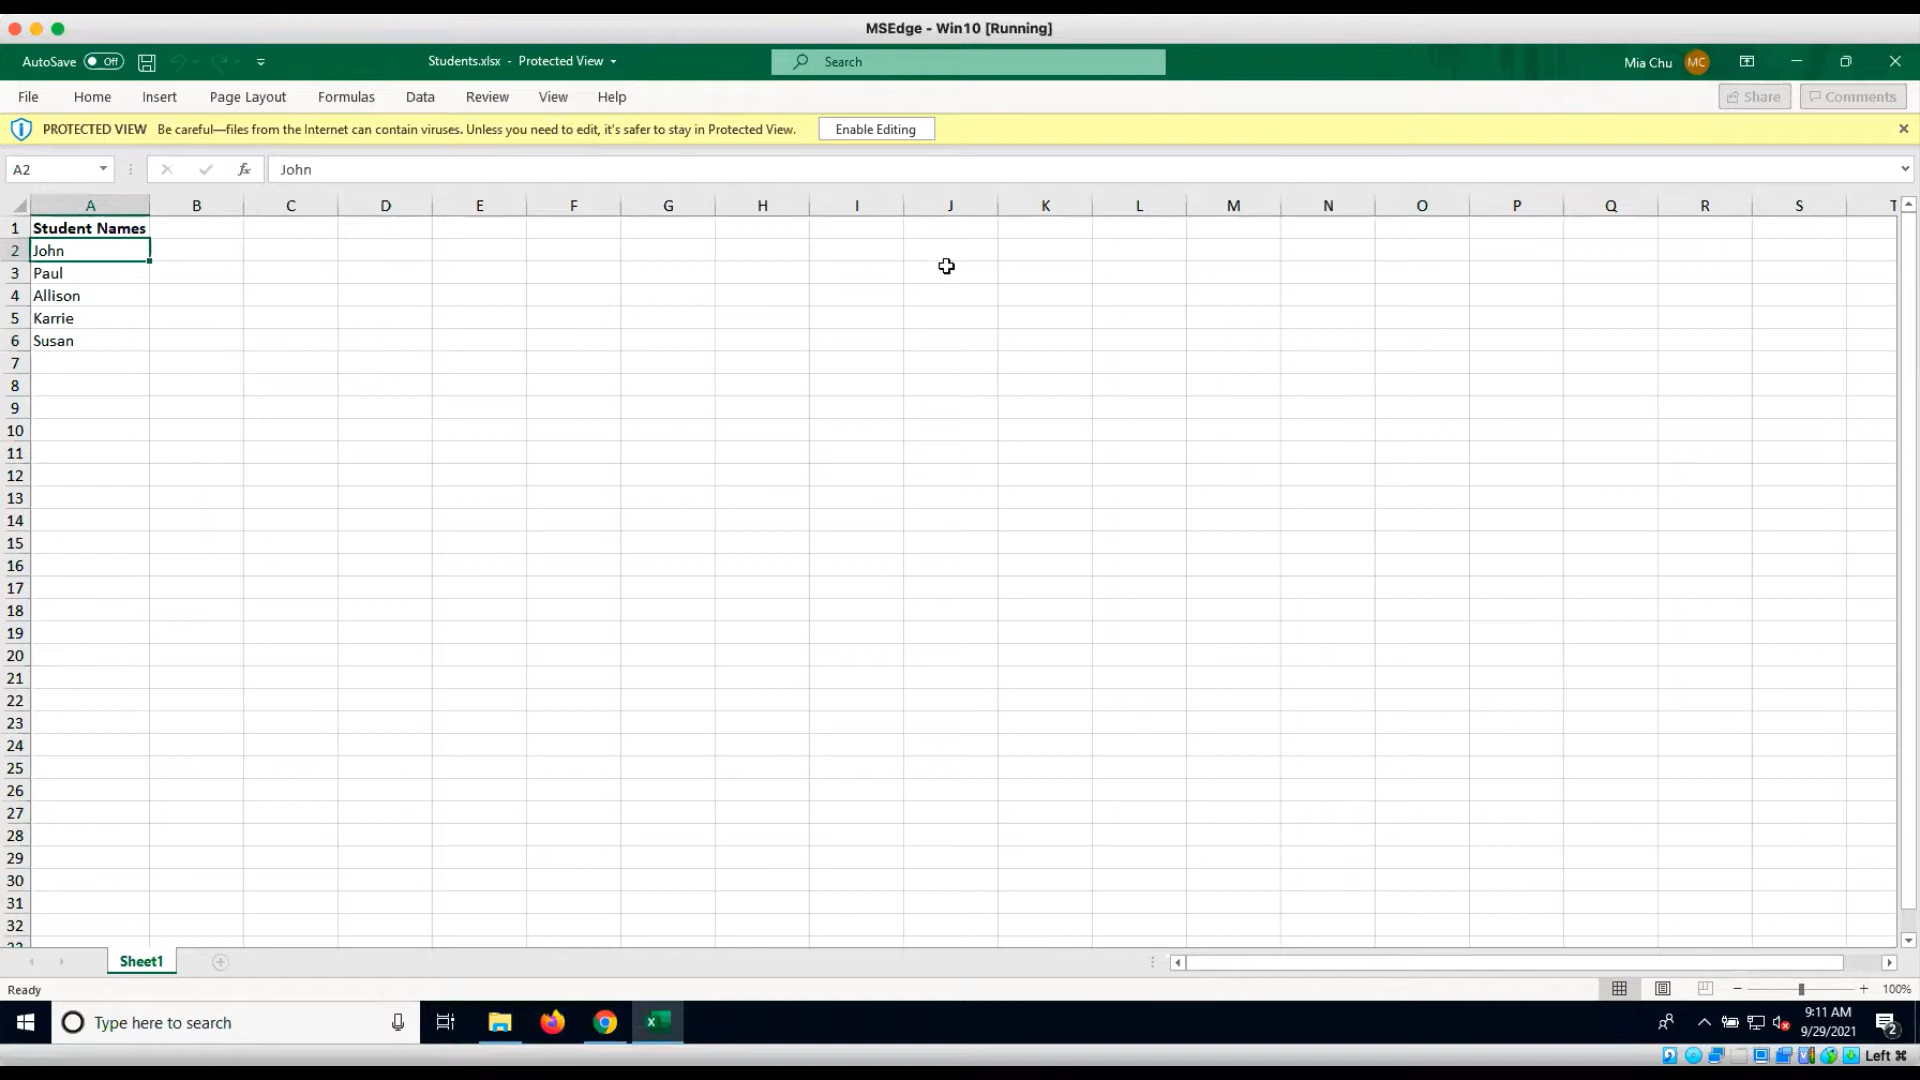 MSEdge - Win10 [Running]
AutoSave Off Students.xlsx - Protected View Search Mia Chu MC
File Home Insert Page Layout Formulas Data Review View Help Share Comments
PROTECTED VIEW Be careful—files from the Internet can contain viruses. Unless you need to edit, it's safer to stay in Protected View. Enable Editing
A2 fx John
A B C D E F G H I J K L M N O P Q R S T
1 Student Names
2 John
3 Paul
4 Allison
5 Karrie
6 Susan
7
8
9
10
11
12
13
14
15
16
17
18
19
20
21
22
23
24
25
26
27
28
29
30
31
32
33
Sheet1
Ready 100%
Type here to search 9:11 AM
9/29/2021 2
Left ⌘